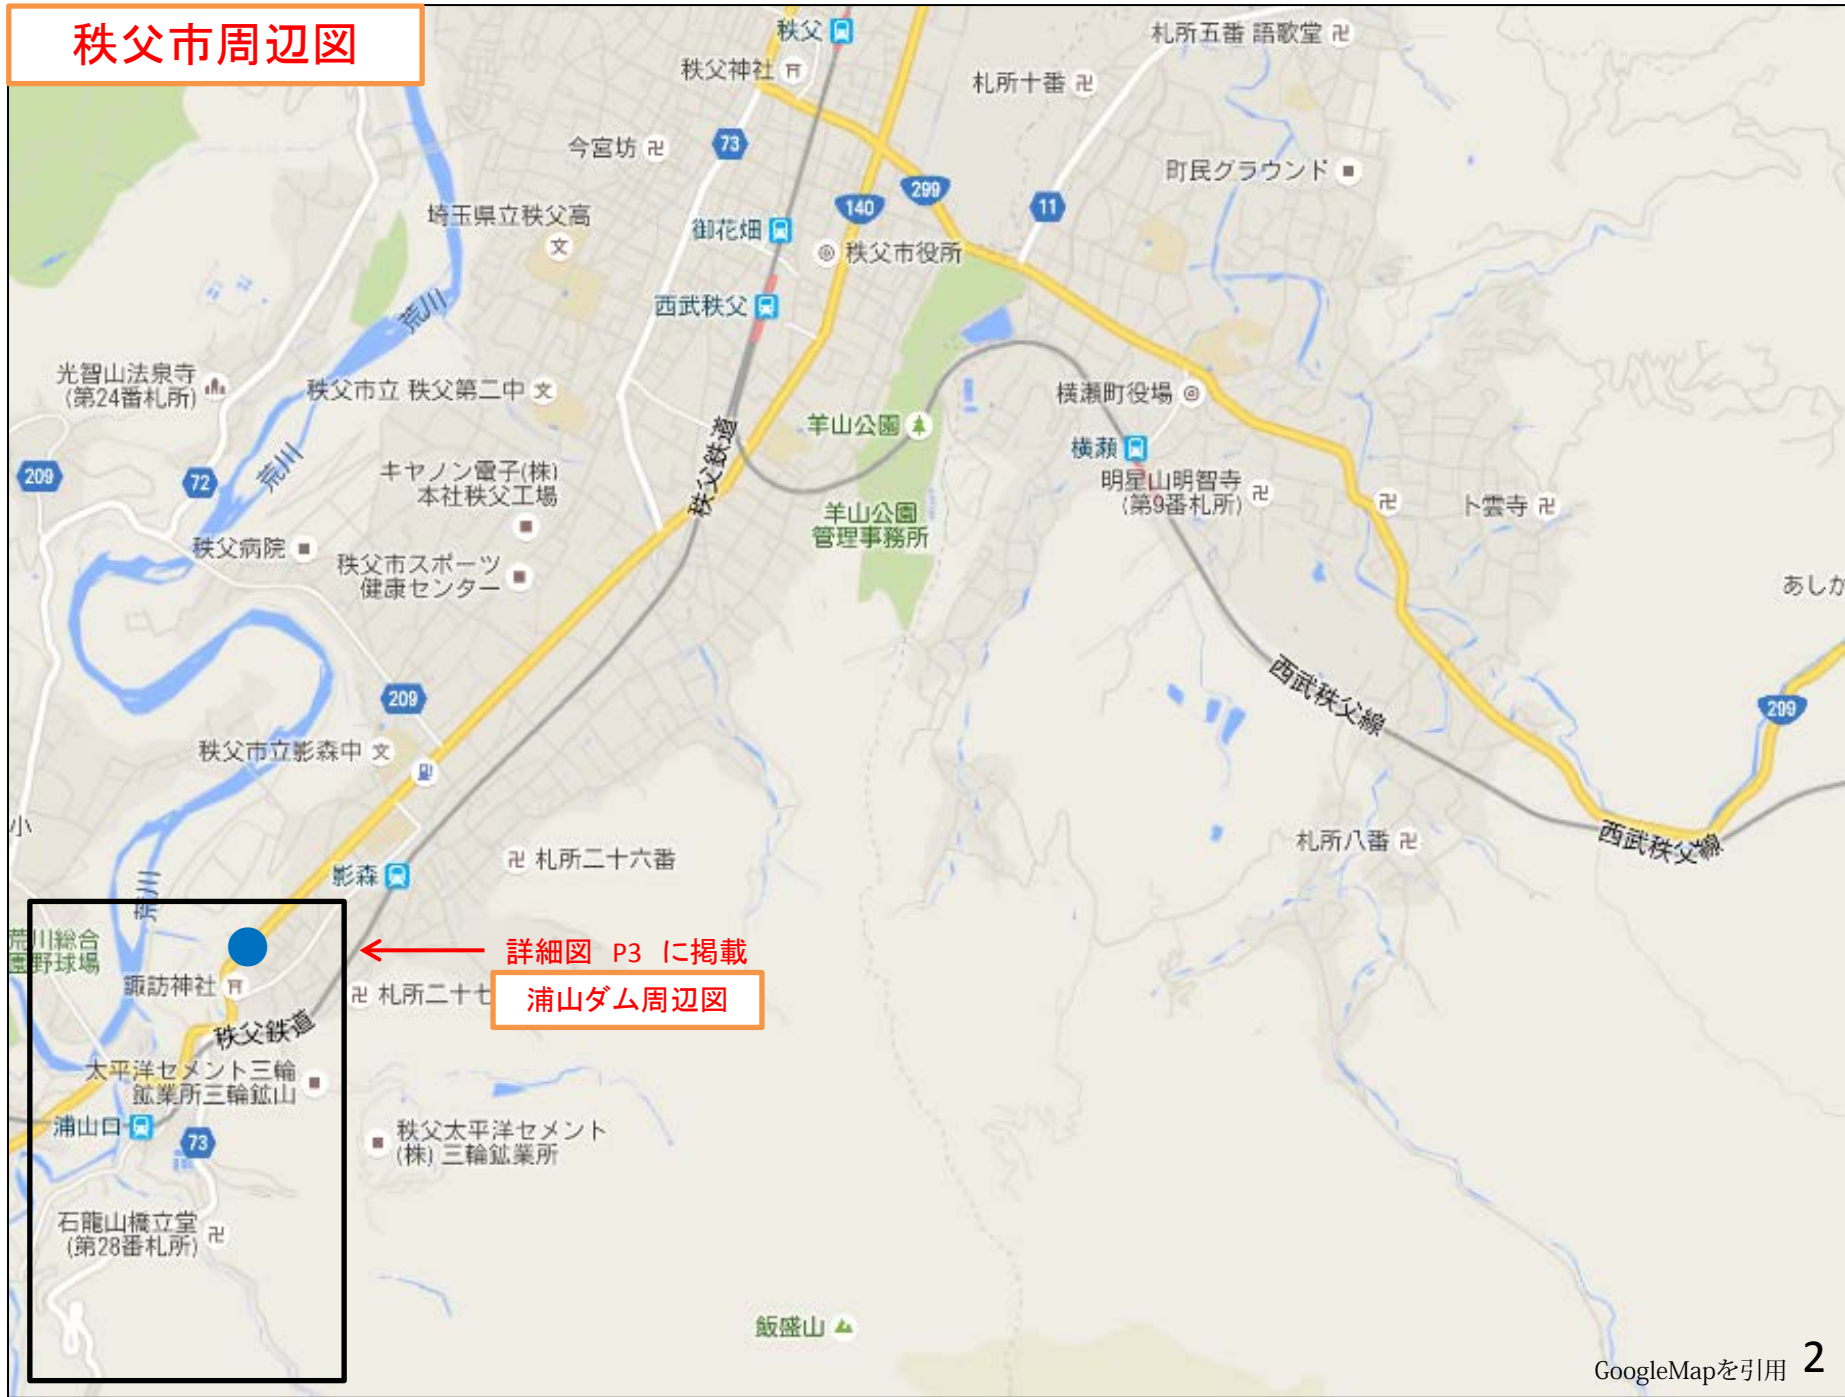 秩父市周辺図
秩父
札所五番 語歌堂
秩父神社
札所十番
今宮坊
73
町民グラウンド
299
140
11
埼玉県立秩父高
文
御花畑
秩父市役所
荒川
西武秩父
光智山法泉寺
(第24番札所)
秩父市立 秩父第二中
文
横瀬町役場
羊山公園
秩父鉄道
横瀬
209
72
荒川
キヤノン電子(株)
本社秩父工場
明星山明智寺
(第9番札所)
卜雲寺
羊山公園
管理事務所
秩父病院
秩父市スポーツ
健康センター
あしが
209
西武秩父線
299
秩父市立影森中
文
小
西武秩父線
札所八番
影森
札所二十六番
荒川
荒川総合
園野球場
詳細図 P3 に掲載
諏訪神社
札所二十七
浦山ダム周辺図
秩父鉄道
太平洋セメント三輪
鉱業所三輪鉱山
浦山口
73
秩父太平洋セメント
(株) 三輪鉱業所
石龍山橋立堂
(第28番札所)
飯盛山
GoogleMapを引用
2